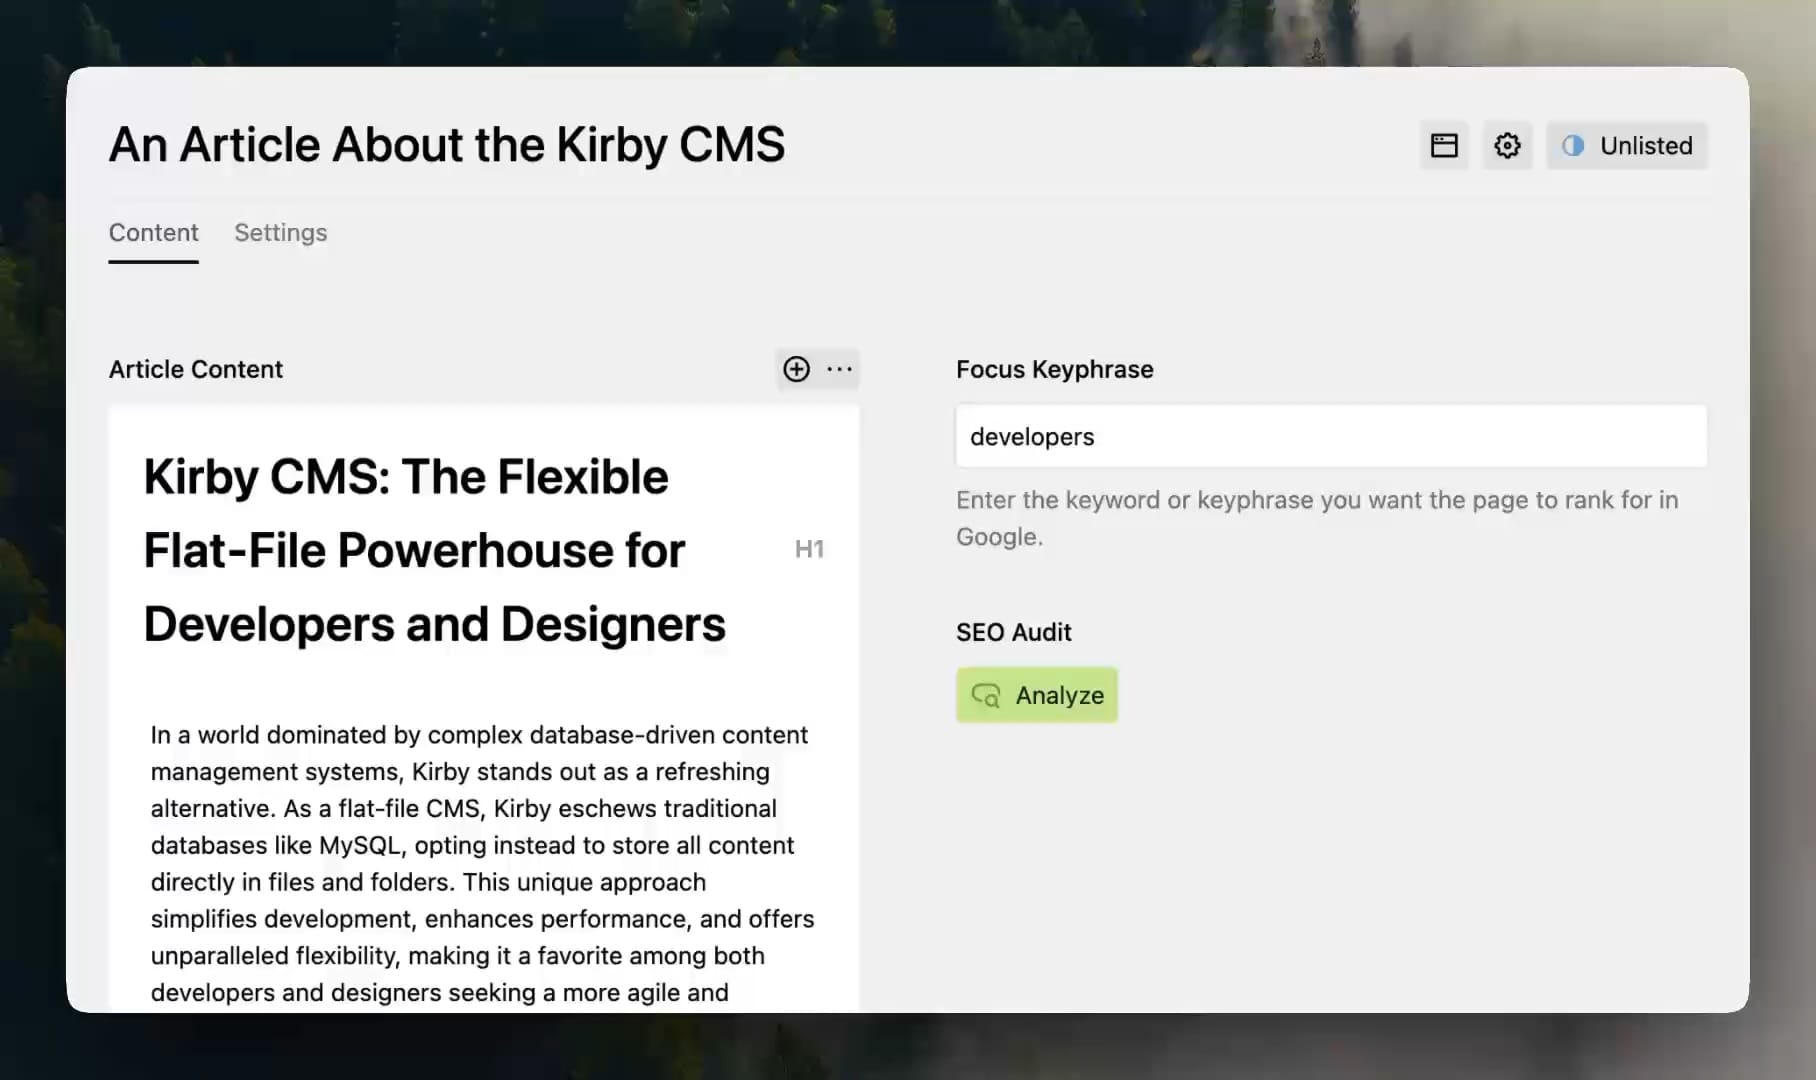 An Article About the Kirby CMS
Unlisted
Content
Settings
Article Content
Kirby CMS: The Flexible
Flat-File Powerhouse for
Developers and Designers
H1
In a world dominated by complex database-driven content
management systems, Kirby stands out as a refreshing
alternative. As a flat-file CMS, Kirby eschews traditional
databases like MySQL, opting instead to store all content
directly in files and folders. This unique approach
simplifies development, enhances performance, and offers
unparalleled flexibility, making it a favorite among both
developers and designers seeking a more agile and
Focus Keyphrase
developers
Enter the keyword or keyphrase you want the page to rank for in
Google.
SEO Audit
Analyze